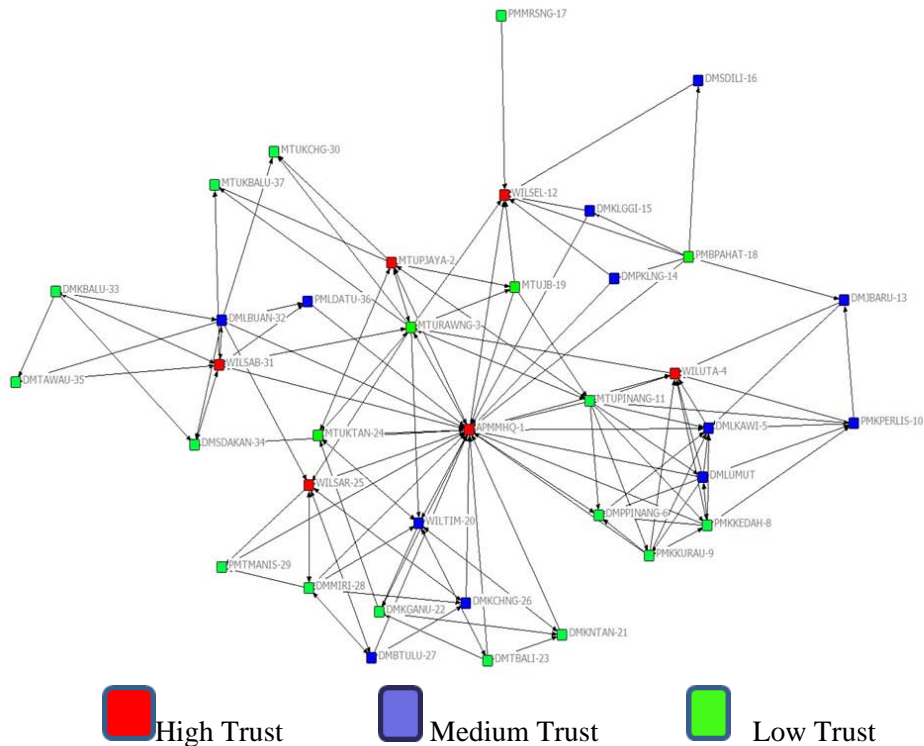 PMMRSNG-17
DMSDILI-16
MTUKCHG-30
MTUKBALU-37
WILSEL-12
DMKLGGI-15
MTUPJAYA-2
PMBPAHAT-18
DMPKLNG-14
MTUJB-19
DMKBALU-33
PMLDATU-36
DMJBARU-13
DMLBUAN-32
MTURAWNG-3
WILSAB-31
WILUTA-4
DMTAWAU-35
MTUPINANG-11
PMKPERLIS-10
APMMHQ-1
DMLKAWI-5
MTUKTAN-24
DMSDAKAN-34
DMLUMUT
WILSAR-25
DMPPINANG-6
WILTIM-20
PMKKEDAH-8
PMKKURAU-9
PMTMANIS-29
DMMIRI-28
DMKCHNG-26
DMKGANU-22
DMKNTAN-21
DMBTULU-27
DMTBALI-23
High Trust Medium Trust Low Trust